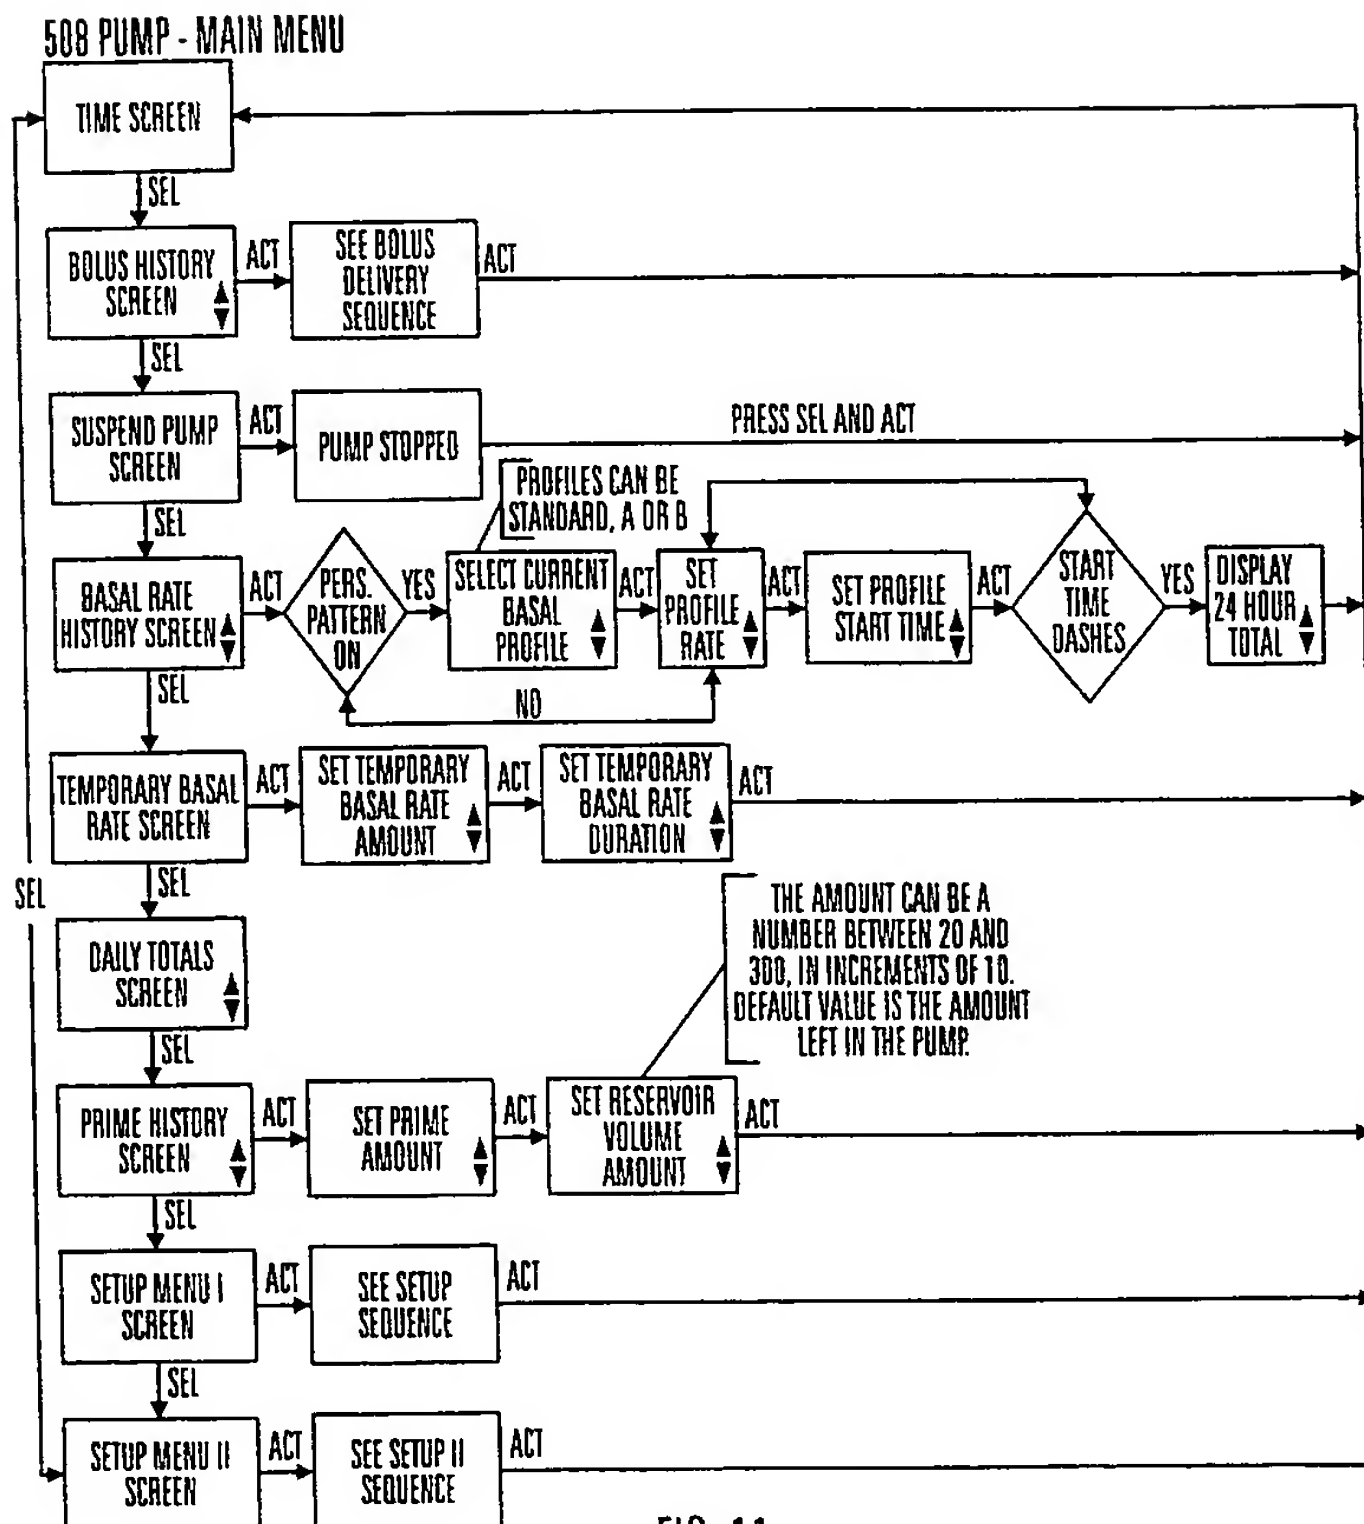 508 PUMP - MAIN MENU
TIME SCREEN
SEL
BOLUS HISTORY
SCREEN
ACT
SEE BOLUS
DELIVERY
SEQUENCE
ACT
SEL
SUSPEND PUMP
SCREEN
ACT
PUMP STOPPED
PRESS SEL AND ACT
SEL
PROFILES CAN BE
STANDARD, A OR B
BASAL RATE
HISTORY SCREEN
ACT
PERS.
PATTERN
ON
YES
SELECT CURRENT
BASAL
PROFILE
ACT
SET
PROFILE
RATE
ACT
SET PROFILE
START TIME
ACT
START
TIME
DASHES
YES
DISPLAY
24 HOUR
TOTAL
NO
SEL
TEMPORARY BASAL
RATE SCREEN
ACT
SET TEMPORARY
BASAL RATE
AMOUNT
ACT
SET TEMPORARY
BASAL RATE
DURATION
ACT
SEL
SEL
DAILY TOTALS
SCREEN
THE AMOUNT CAN BE A
NUMBER BETWEEN 20 AND
300, IN INCREMENTS OF 10.
DEFAULT VALUE IS THE AMOUNT
LEFT IN THE PUMP.
SEL
PRIME HISTORY
SCREEN
ACT
SET PRIME
AMOUNT
ACT
SET RESERVOIR
VOLUME
AMOUNT
ACT
SEL
SETUP MENU I
SCREEN
ACT
SEE SETUP
SEQUENCE
ACT
SEL
SETUP MENU II
SCREEN
ACT
SEE SETUP II
SEQUENCE
ACT